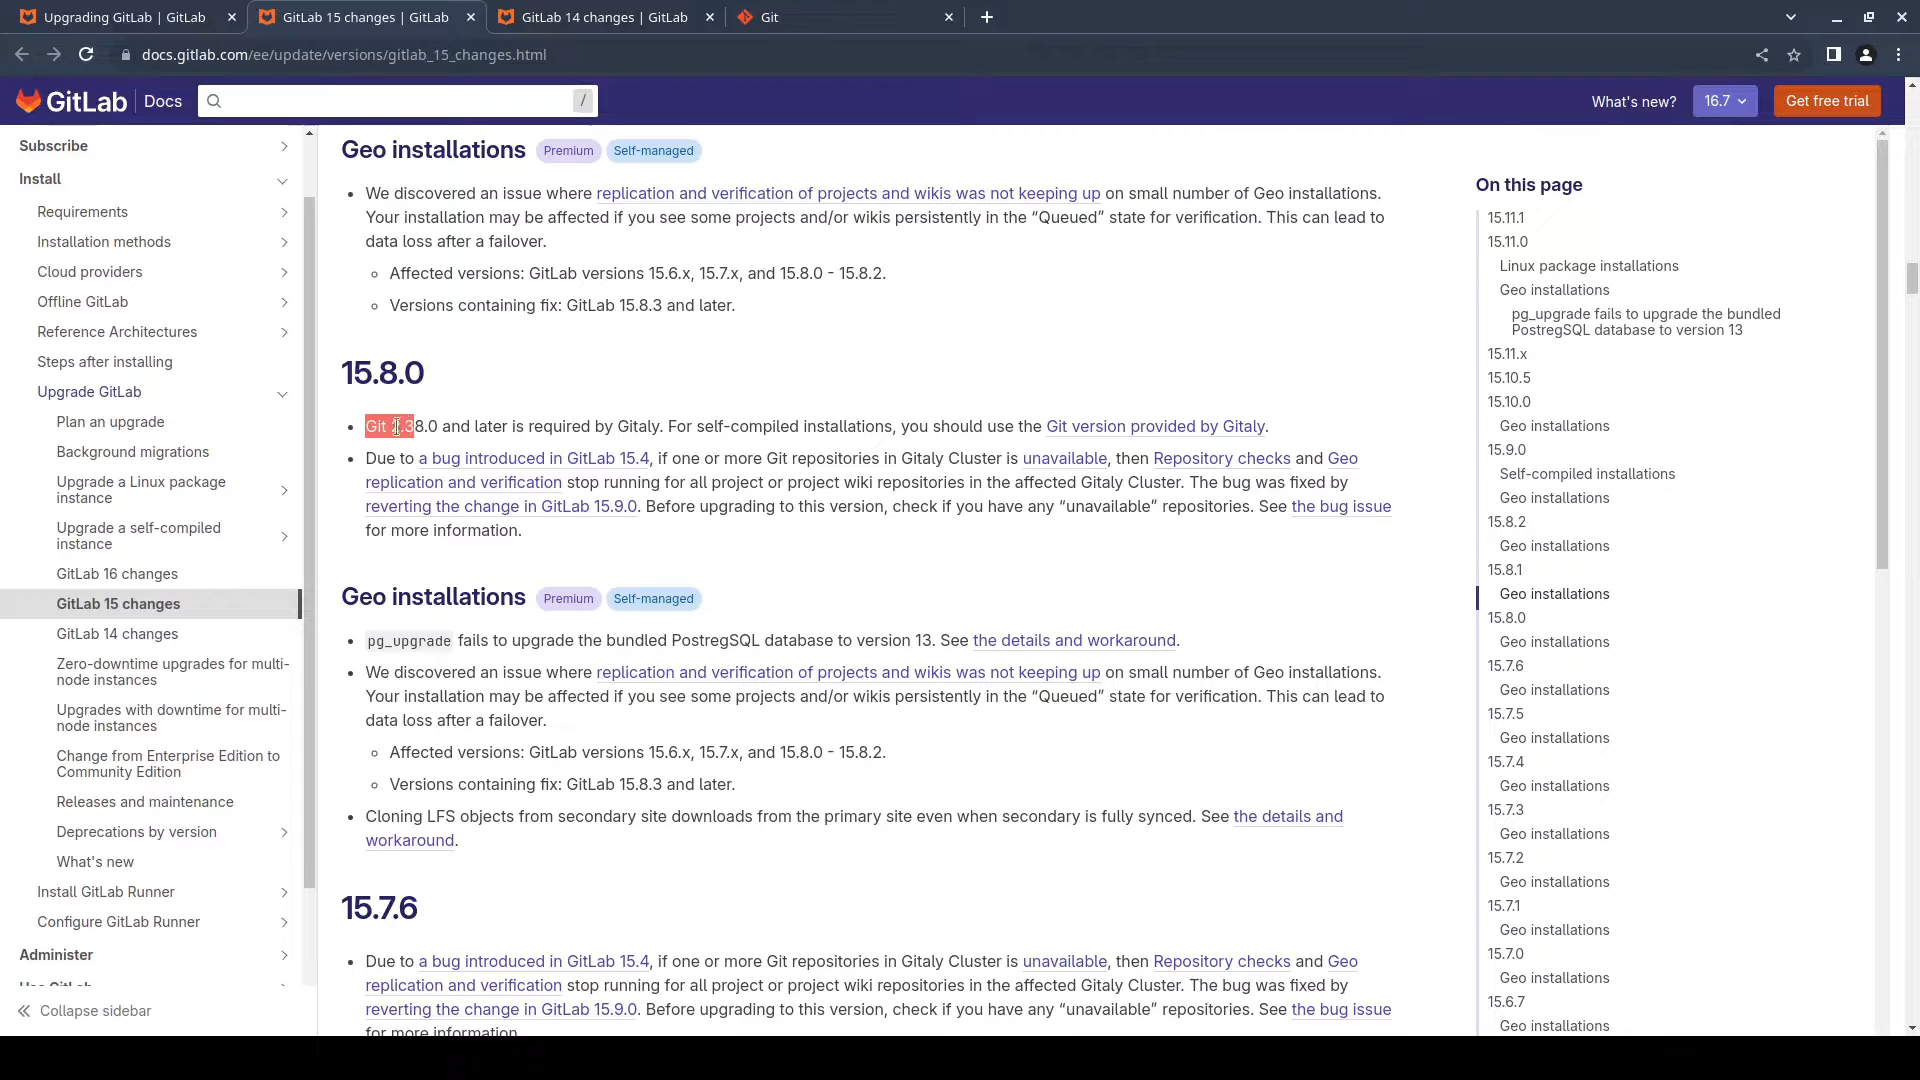 Upgrading GitLab | GitLab
GitLab 15 changes | GitLab
GitLab 14 changes | GitLab
Git
docs.gitlab.com/ee/update/versions/gitlab_15_changes.html
GitLab Docs
/
What's new?
16.7
Get free trial
Subscribe
Install
Requirements
Installation methods
Cloud providers
Offline GitLab
Reference Architectures
Steps after installing
Upgrade GitLab
Plan an upgrade
Background migrations
Upgrade a Linux package
instance
Upgrade a self-compiled
instance
GitLab 16 changes
GitLab 15 changes
GitLab 14 changes
Zero-downtime upgrades for multi-
node instances
Upgrades with downtime for multi-
node instances
Change from Enterprise Edition to
Community Edition
Releases and maintenance
Deprecations by version
What's new
Install GitLab Runner
Configure GitLab Runner
Administer
Use GitLab
Collapse sidebar
Geo installations Premium Self-managed
• We discovered an issue where replication and verification of projects and wikis was not keeping up on small number of Geo installations.
Your installation may be affected if you see some projects and/or wikis persistently in the “Queued” state for verification. This can lead to
data loss after a failover.
◦ Affected versions: GitLab versions 15.6.x, 15.7.x, and 15.8.0 - 15.8.2.
◦ Versions containing fix: GitLab 15.8.3 and later.
15.8.0
• Git 2.38.0 and later is required by Gitaly. For self-compiled installations, you should use the Git version provided by Gitaly.
• Due to a bug introduced in GitLab 15.4, if one or more Git repositories in Gitaly Cluster is unavailable, then Repository checks and Geo
replication and verification stop running for all project or project wiki repositories in the affected Gitaly Cluster. The bug was fixed by
reverting the change in GitLab 15.9.0. Before upgrading to this version, check if you have any “unavailable” repositories. See the bug issue
for more information.
Geo installations Premium Self-managed
• pg_upgrade fails to upgrade the bundled PostregSQL database to version 13. See the details and workaround.
• We discovered an issue where replication and verification of projects and wikis was not keeping up on small number of Geo installations.
Your installation may be affected if you see some projects and/or wikis persistently in the “Queued” state for verification. This can lead to
data loss after a failover.
◦ Affected versions: GitLab versions 15.6.x, 15.7.x, and 15.8.0 - 15.8.2.
◦ Versions containing fix: GitLab 15.8.3 and later.
• Cloning LFS objects from secondary site downloads from the primary site even when secondary is fully synced. See the details and
workaround.
15.7.6
• Due to a bug introduced in GitLab 15.4, if one or more Git repositories in Gitaly Cluster is unavailable, then Repository checks and Geo
replication and verification stop running for all project or project wiki repositories in the affected Gitaly Cluster. The bug was fixed by
reverting the change in GitLab 15.9.0. Before upgrading to this version, check if you have any “unavailable” repositories. See the bug issue
for more information.
On this page
15.11.1
15.11.0
Linux package installations
Geo installations
pg_upgrade fails to upgrade the bundled
PostregSQL database to version 13
15.11.x
15.10.5
15.10.0
Geo installations
15.9.0
Self-compiled installations
Geo installations
15.8.2
Geo installations
15.8.1
Geo installations
15.8.0
Geo installations
15.7.6
Geo installations
15.7.5
Geo installations
15.7.4
Geo installations
15.7.3
Geo installations
15.7.2
Geo installations
15.7.1
Geo installations
15.7.0
Geo installations
15.6.7
Geo installations